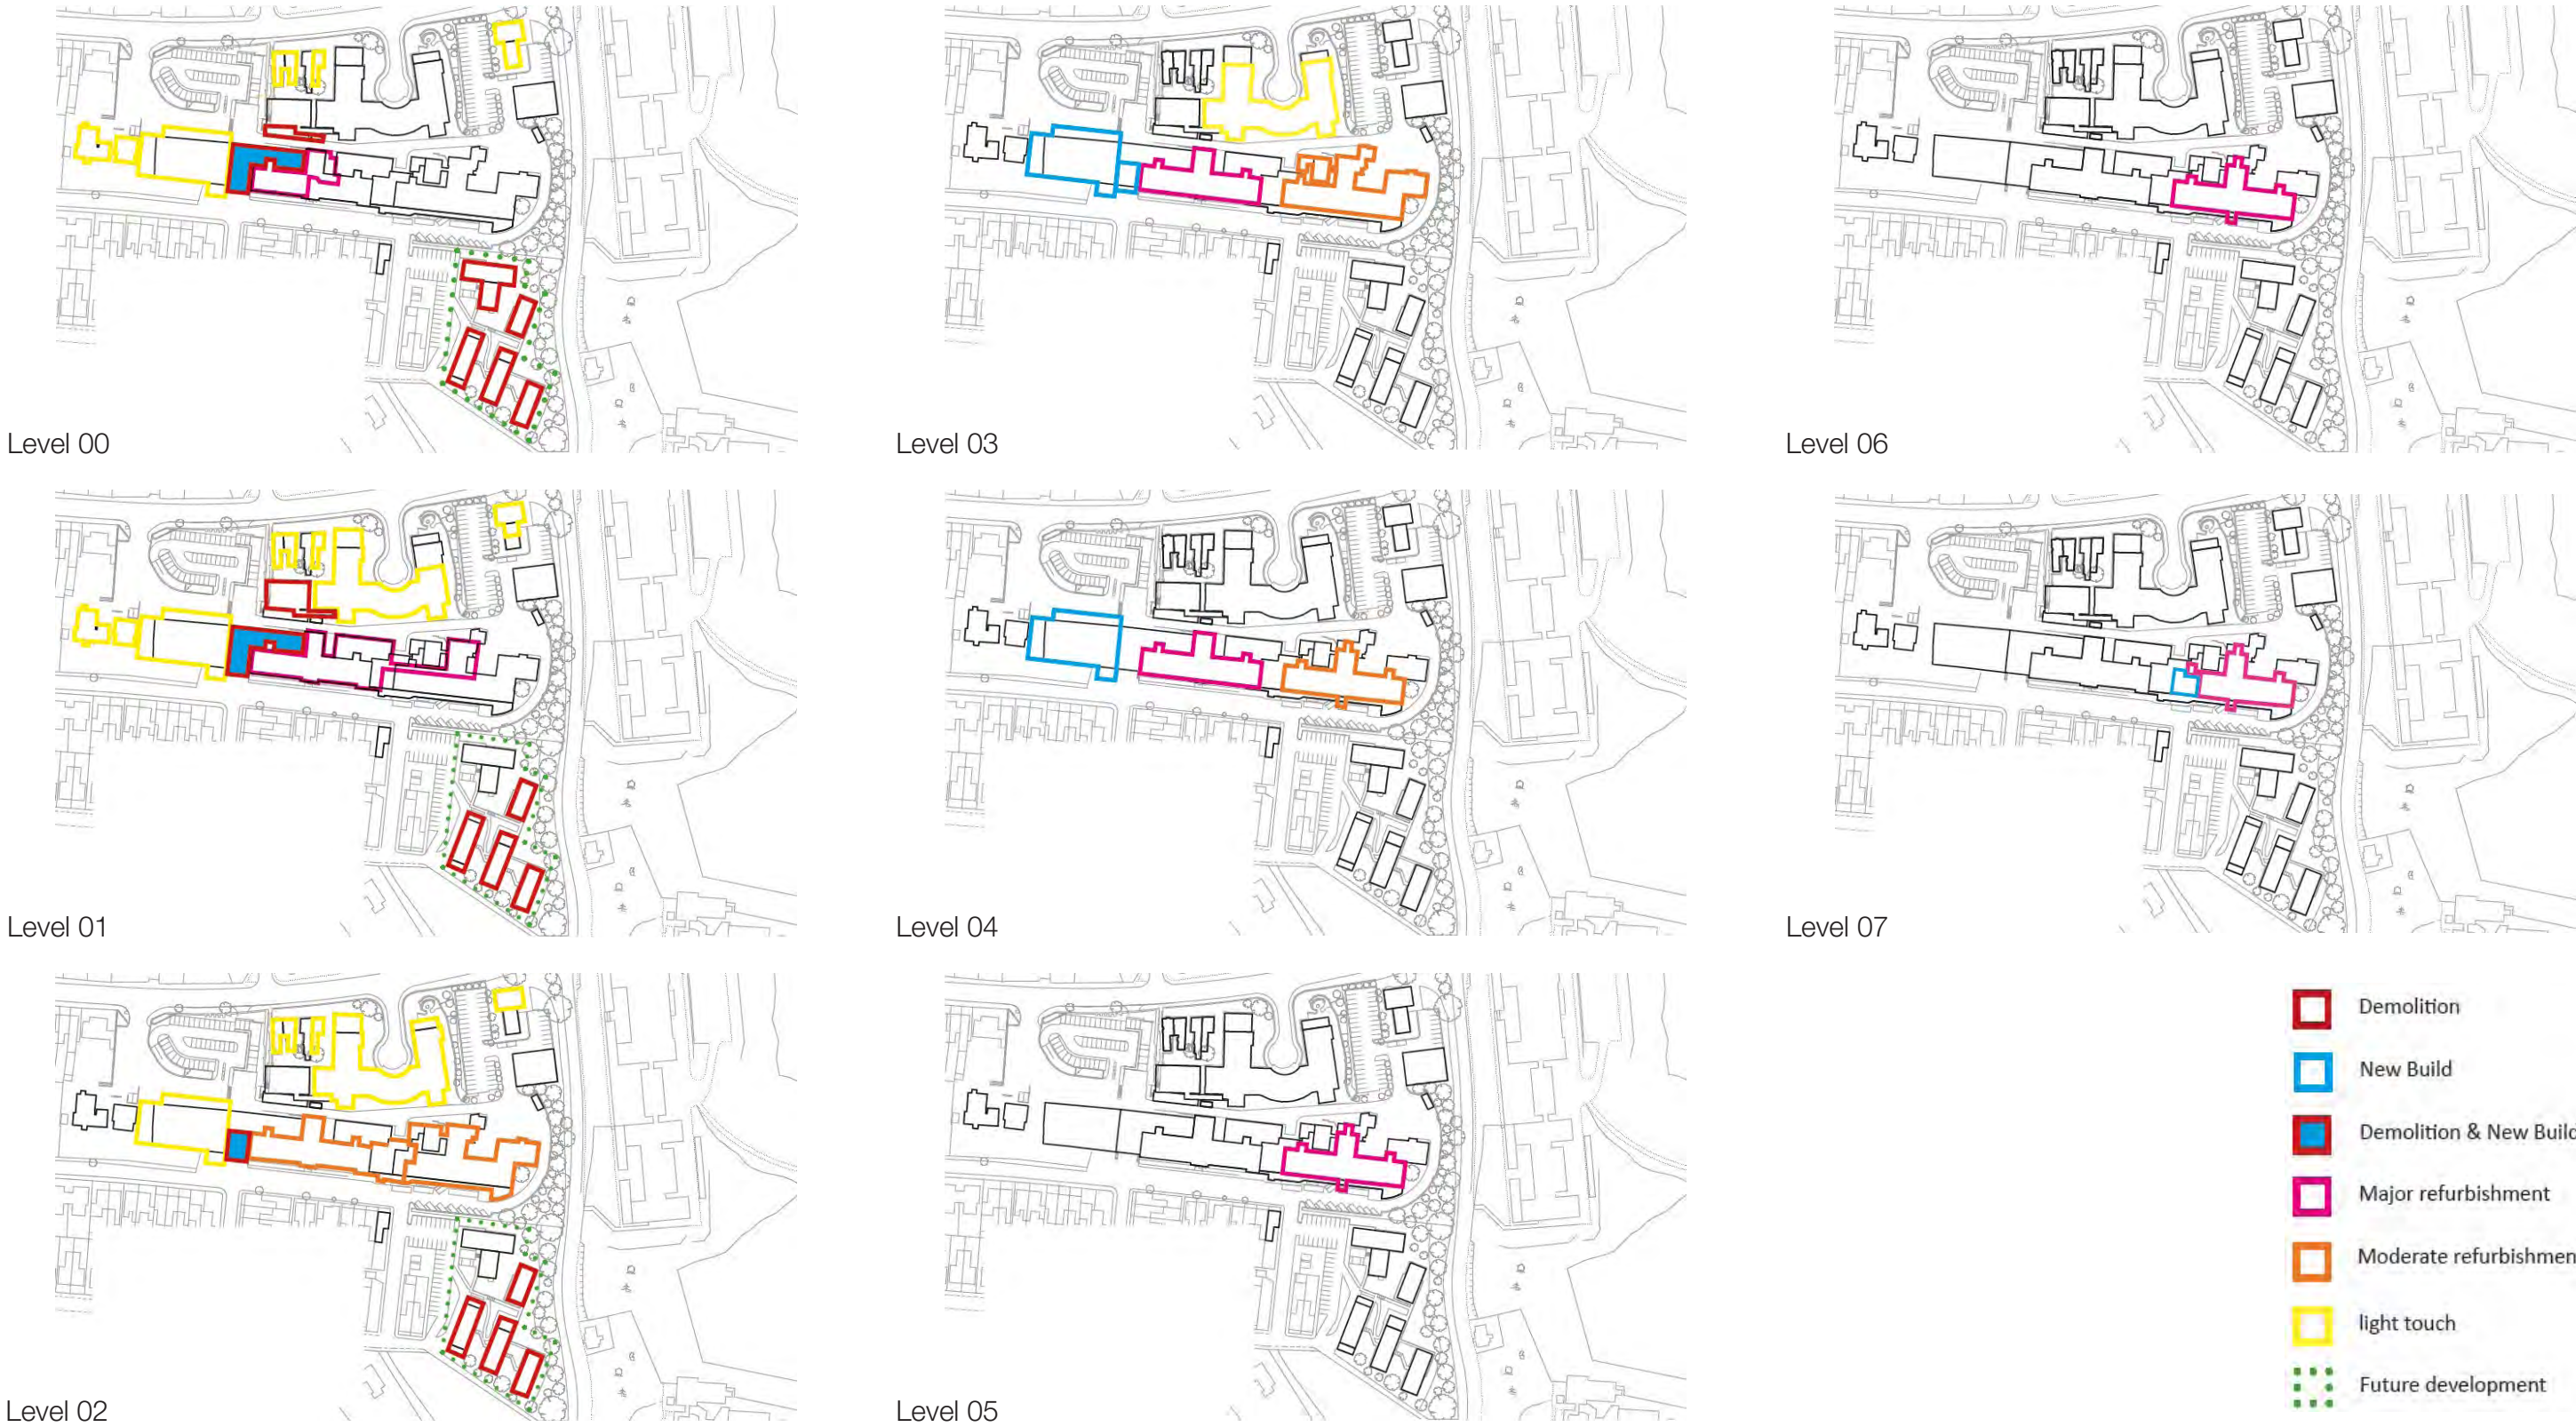 Level 00
Level 03
Level 06
Level 01
Level 04
Level 07
Level 02
Level 05
Demolition
New Build
Demolition & New Build
Major refurbishment
Moderate refurbishmen
light touch
Future development